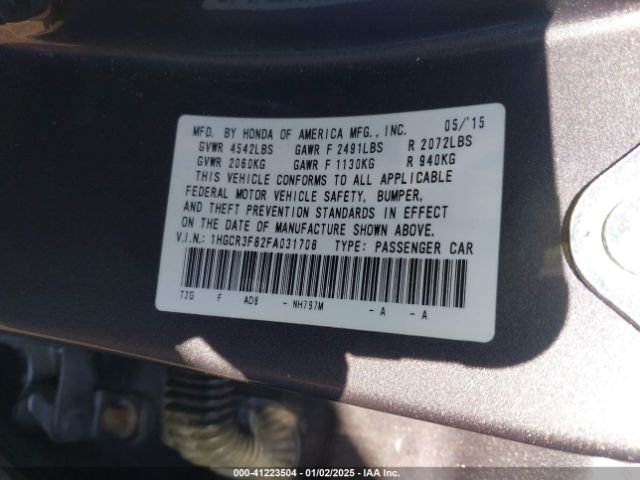 MFD. BY HONDA OF AMERICA MFG., INC. 05/'15
GVWR 4542LBS GAWR F 2491LBS R 2072LBS
GVWR 2060KG GAWR F 1130KG R 940KG
THIS VEHICLE CONFORMS TO ALL APPLICABLE
FEDERAL MOTOR VEHICLE SAFETY, BUMPER,
AND THEFT PREVENTION STANDARDS IN EFFECT
ON THE DATE OF MANUFACTURE SHOWN ABOVE.
V.I.N.: 1HGCR3F82FA031708 TYPE: PASSENGER CAR
T2G F AD8 - NH797M - A - A
000-41223504 | 01/02/2025 | IAA Inc.